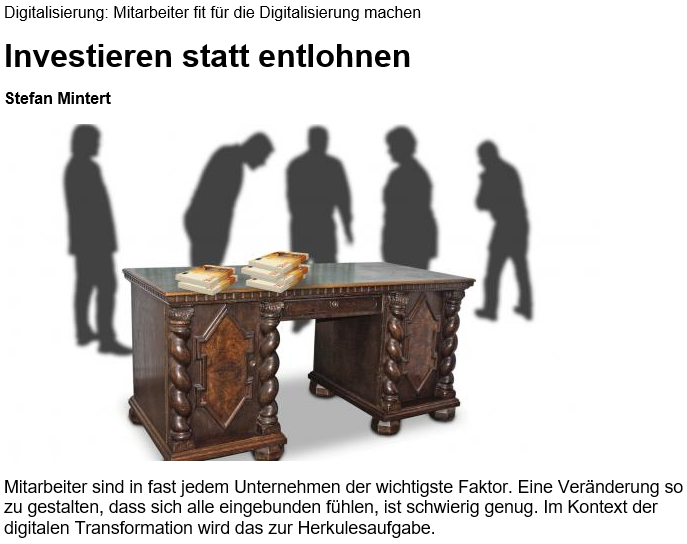 Digitalisierung: Mitarbeiter fit für die Digitalisierung machen
Investieren statt entlohnen
Stefan Mintert
Mitarbeiter sind in fast jedem Unternehmen der wichtigste Faktor. Eine Veränderung so
zu gestalten, dass sich alle eingebunden fühlen, ist schwierig genug. Im Kontext der
digitalen Transformation wird das zur Herkulesaufgabe.